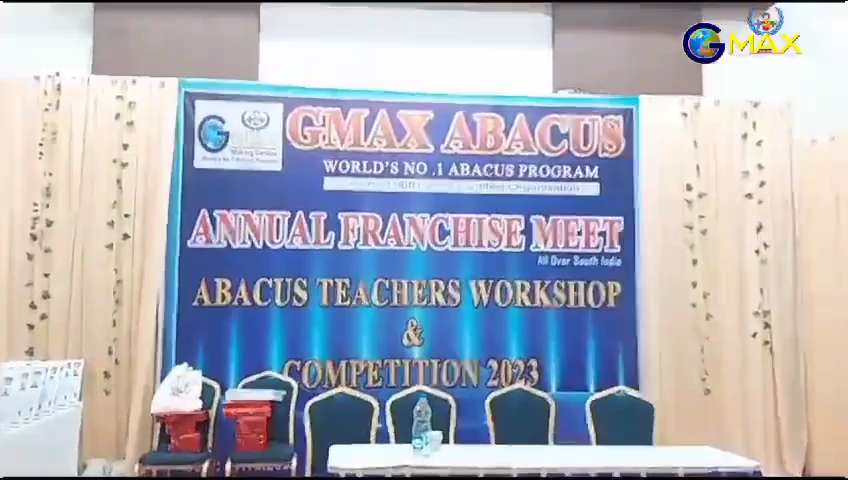 GMAX
GMAX ABACUS
WORLD'S NO .1 ABACUS PROGRAM
ANNUAL FRANCHISE MEET
All Over South India
ABACUS TEACHERS WORKSHOP
&
COMPETITION 2023